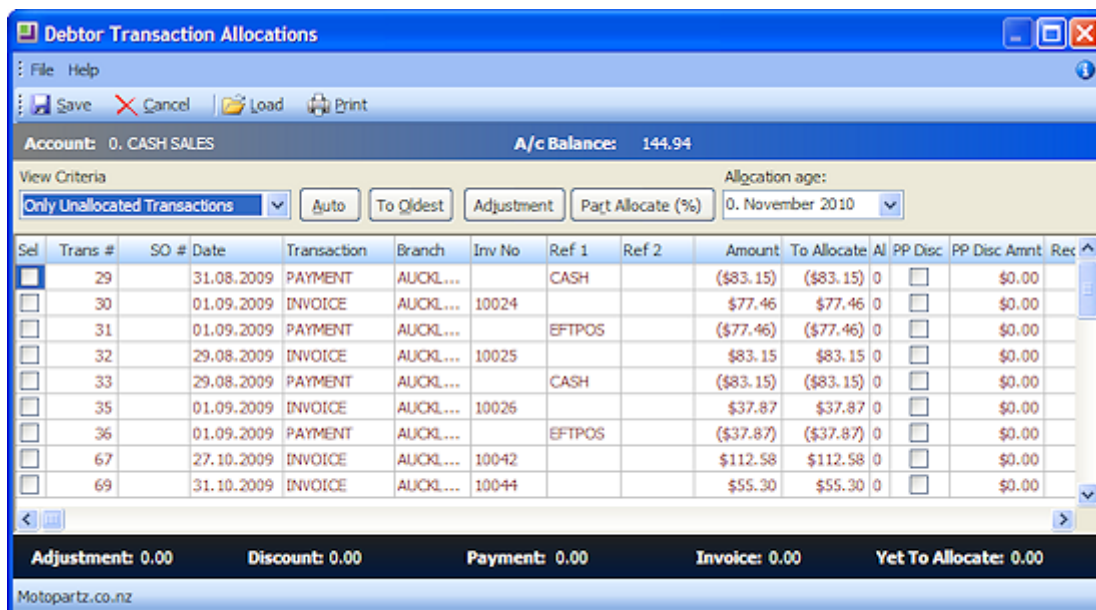 Debtor Transaction Allocations
File Help
Save Cancel Load Print
Account: 0. CASH SALES A/c Balance: 144.94
View Criteria Allocation age:
Only Unallocated Transactions Auto To Oldest Adjustment Part Allocate (%) 0. November 2010
Sel Trans # SO # Date Transaction Branch Inv No Ref 1 Ref 2 Amount To Allocate Al PP Disc PP Disc Amnt Rec
29 31.08.2009 PAYMENT AUCKL... CASH ($83.15) ($83.15) 0 $0.00
30 01.09.2009 INVOICE AUCKL... 10024 $77.46 $77.46 0 $0.00
31 01.09.2009 PAYMENT AUCKL... EFTPOS ($77.46) ($77.46) 0 $0.00
32 29.08.2009 INVOICE AUCKL... 10025 $83.15 $83.15 0 $0.00
33 29.08.2009 PAYMENT AUCKL... CASH ($83.15) ($83.15) 0 $0.00
35 01.09.2009 INVOICE AUCKL... 10026 $37.87 $37.87 0 $0.00
36 01.09.2009 PAYMENT AUCKL... EFTPOS ($37.87) ($37.87) 0 $0.00
67 27.10.2009 INVOICE AUCKL... 10042 $112.58 $112.58 0 $0.00
69 31.10.2009 INVOICE AUCKL... 10044 $55.30 $55.30 0 $0.00
Adjustment: 0.00 Discount: 0.00 Payment: 0.00 Invoice: 0.00 Yet To Allocate: 0.00
Motopartz.co.nz